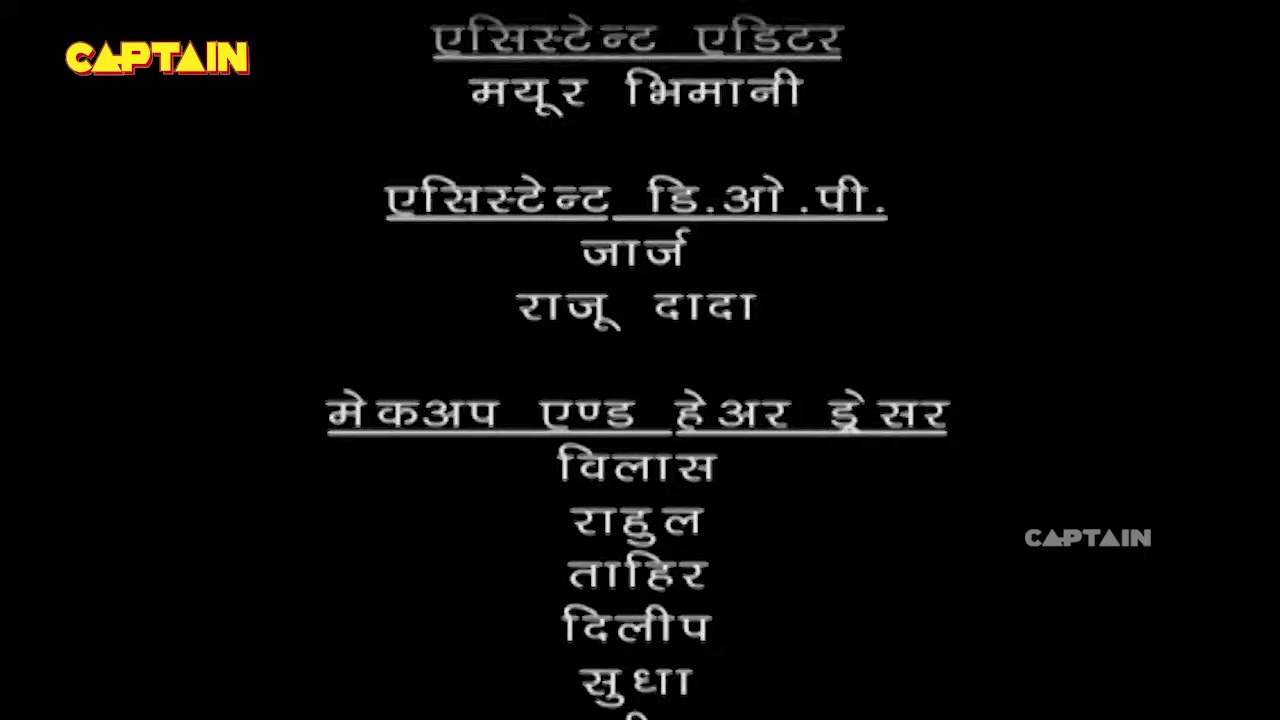 CAPTAIN
एसिस्टेन्ट एडिटर
मयूर भिमानी
एसिस्टेन्ट डि.ओ.पी.
जार्ज
राजू दादा
मेकअप एण्ड हेअर ड्रेसर
विलास
राहुल
CAPTAIN
ताहिर
दिलीप
सुधा